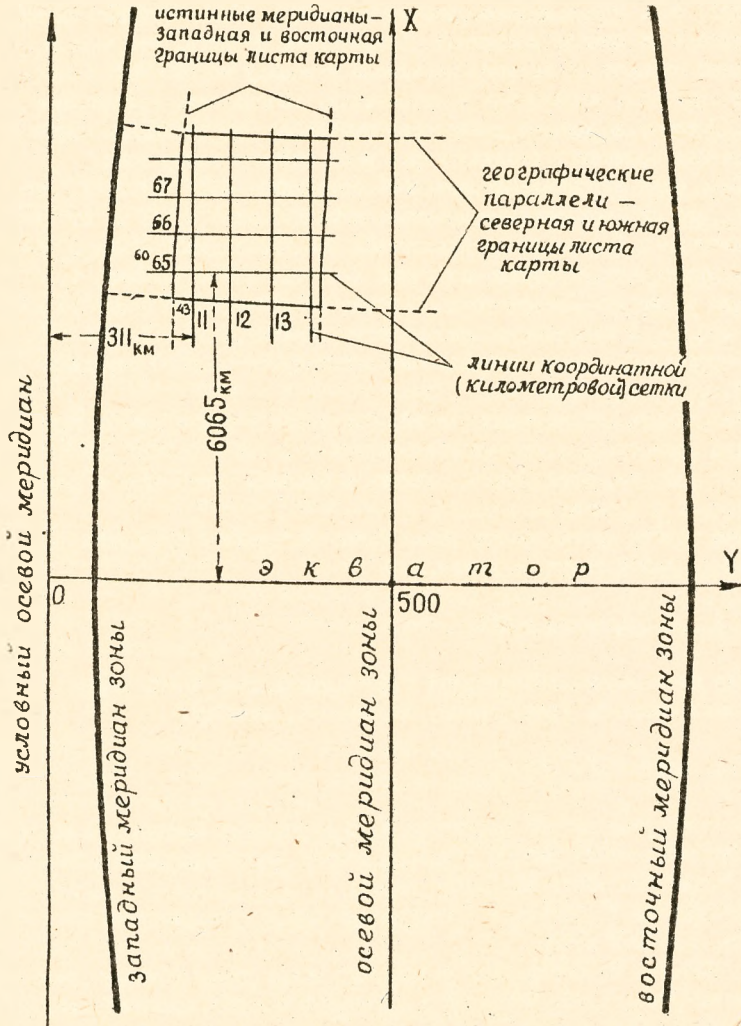 истинные меридианы-
западная и восточная
границы листа карты
X
географические
параллели —
северная и южная
границы листа
карты
67
66
60 65
43 11 12 13
311 км
линии координатной
(километровой) сетки
6065 км
условный осевой меридиан
экватор
Y
0
500
западный меридиан зоны
осевой меридиан зоны
восточный меридиан зоны